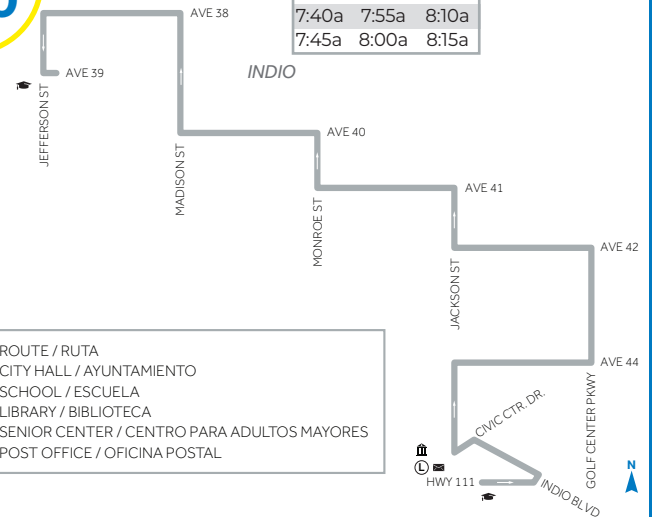 7:40a 7:55a 8:10a
7:45a 8:00a 8:15a
AVE 38
INDIO
AVE 39
JEFFERSON ST
MADISON ST
AVE 40
MONROE ST
AVE 41
JACKSON ST
AVE 42
AVE 44
GOLF CENTER PKWY
ROUTE / RUTA
CITY HALL / AYUNTAMIENTO
SCHOOL / ESCUELA
LIBRARY / BIBLIOTECA
SENIOR CENTER / CENTRO PARA ADULTOS MAYORES
POST OFFICE / OFICINA POSTAL
CIVIC CTR. DR.
L
HWY 111
INDIO BLVD
N